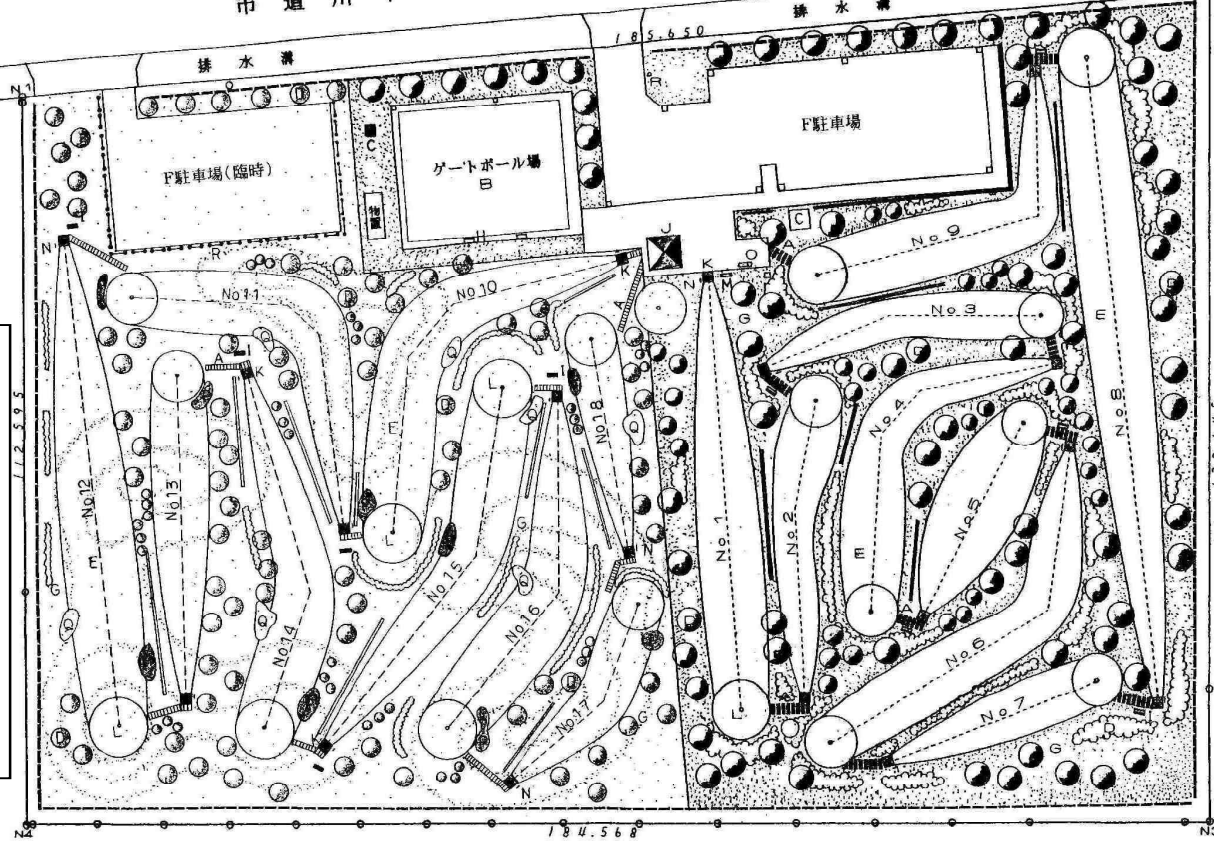 市道川
排水溝
排水溝
185.650
N1
F駐車場(臨時)
C
ゲートボール場
B
物置
H
F駐車場
R
J
C
A
O
M
K
N
K
A
N
R
No 9
No 3
No 11
No 10
No 4
No 8
No 18
No 12
No 13
No 1
No 2
No 5
No 15
No 16
No 14
No 6
No 17
No 7
E
E
E
E
G
G
G
G
D
D
Q
Q
L
L
L
L
L
I
I
K
A
A
N
N
P
112.595
N4
184.568
N3